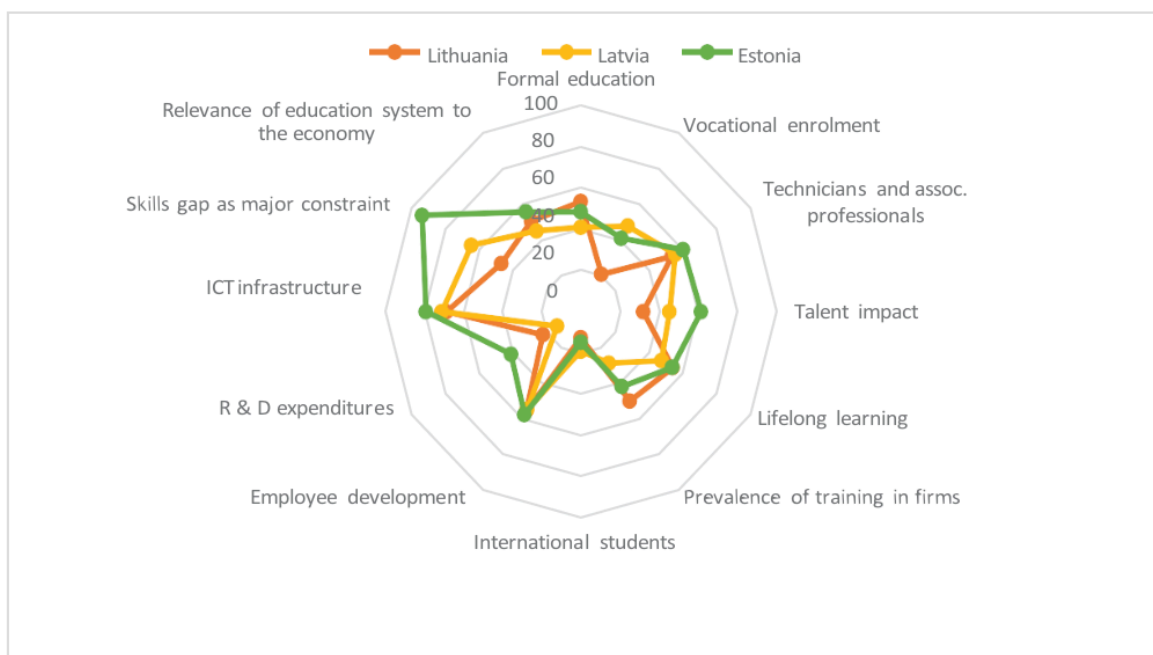 Lithuania Latvia Estonia
Formal education
100
80
60
40
20
0
Vocational enrolment
Technicians and assoc.
professionals
Talent impact
Lifelong learning
Prevalence of training in firms
International students
Employee development
R & D expenditures
ICT infrastructure
Skills gap as major constraint
Relevance of education system to
the economy